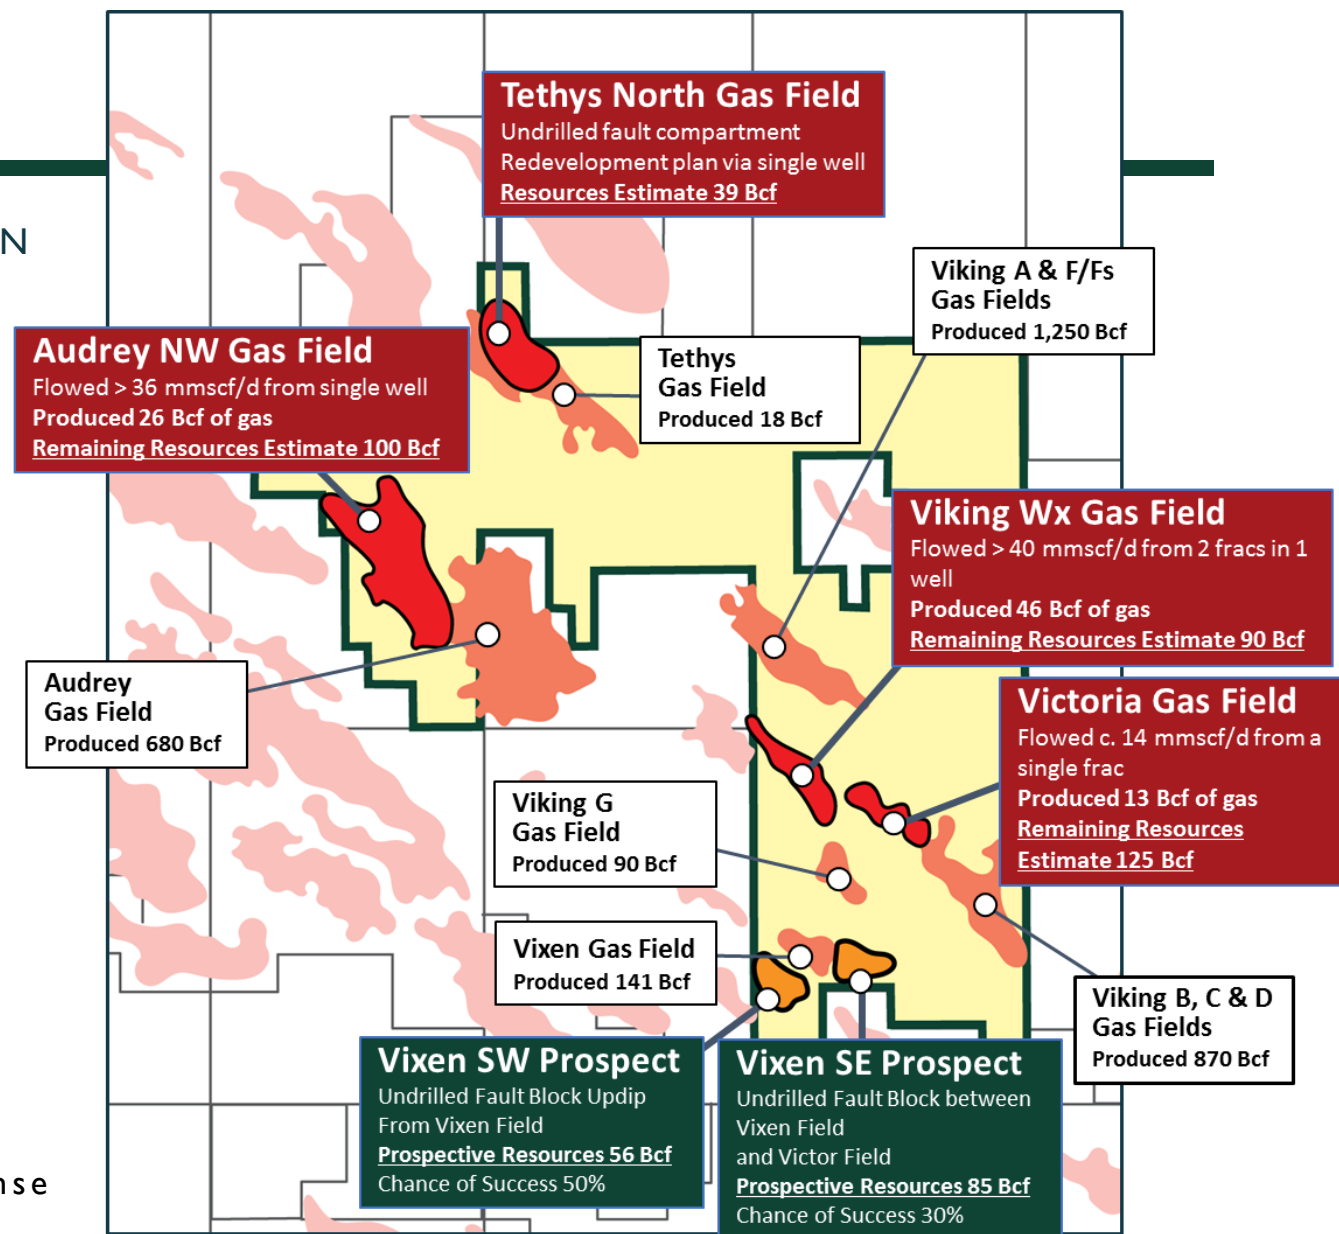 N
Tethys North Gas Field
Undrilled fault compartment
Redevelopment plan via single well
Resources Estimate 39 Bcf
Viking A & F/Fs
Gas Fields
Produced 1,250 Bcf
Audrey NW Gas Field
Flowed > 36 mmscf/d from single well
Produced 26 Bcf of gas
Remaining Resources Estimate 100 Bcf
Tethys
Gas Field
Produced 18 Bcf
Viking Wx Gas Field
Flowed > 40 mmscf/d from 2 fracs in 1
well
Produced 46 Bcf of gas
Remaining Resources Estimate 90 Bcf
Audrey
Gas Field
Produced 680 Bcf
Victoria Gas Field
Flowed c. 14 mmscf/d from a
single frac
Produced 13 Bcf of gas
Remaining Resources
Estimate 125 Bcf
Viking G
Gas Field
Produced 90 Bcf
Vixen Gas Field
Produced 141 Bcf
Viking B, C & D
Gas Fields
Produced 870 Bcf
Vixen SW Prospect
Undrilled Fault Block Updip
From Vixen Field
Prospective Resources 56 Bcf
Chance of Success 50%
Vixen SE Prospect
Undrilled Fault Block between
Vixen Field
and Victor Field
Prospective Resources 85 Bcf
Chance of Success 30%
nse